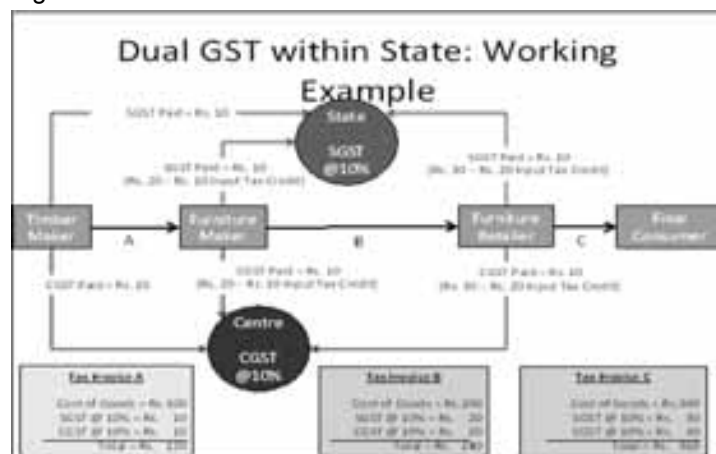 Dual GST within State: Working
Example
SGST Paid = Rs. 10
State
SGST
@10%
SGST Paid = Rs. 10
(Rs. 20 – Rs. 10 Input Tax Credit)
SGST Paid = Rs. 10
(Rs. 30 – Rs. 20 Input Tax Credit)
Timber
Maker
Furniture
Maker
Furniture
Retailer
Final
Consumer
A
B
C
CGST Paid = Rs. 10
CGST Paid = Rs. 10
(Rs. 20 – Rs. 10 Input Tax Credit)
CGST Paid = Rs. 10
(Rs. 30 – Rs. 20 Input Tax Credit)
Centre
CGST
@10%
Tax Invoice A
Cost of Goods = Rs. 100
SGST @ 10% = Rs. 10
CGST @ 10% = Rs. 10
Total = Rs.
Tax Invoice B
Cost of Goods = Rs. 200
SGST @ 10% = Rs. 20
CGST @ 10% = Rs. 20
Total = Rs. 240
Tax Invoice C
Cost of Goods = Rs.
SGST @ 10% = Rs. 30
CGST @ 10% = Rs. 30
Total = Rs. 360